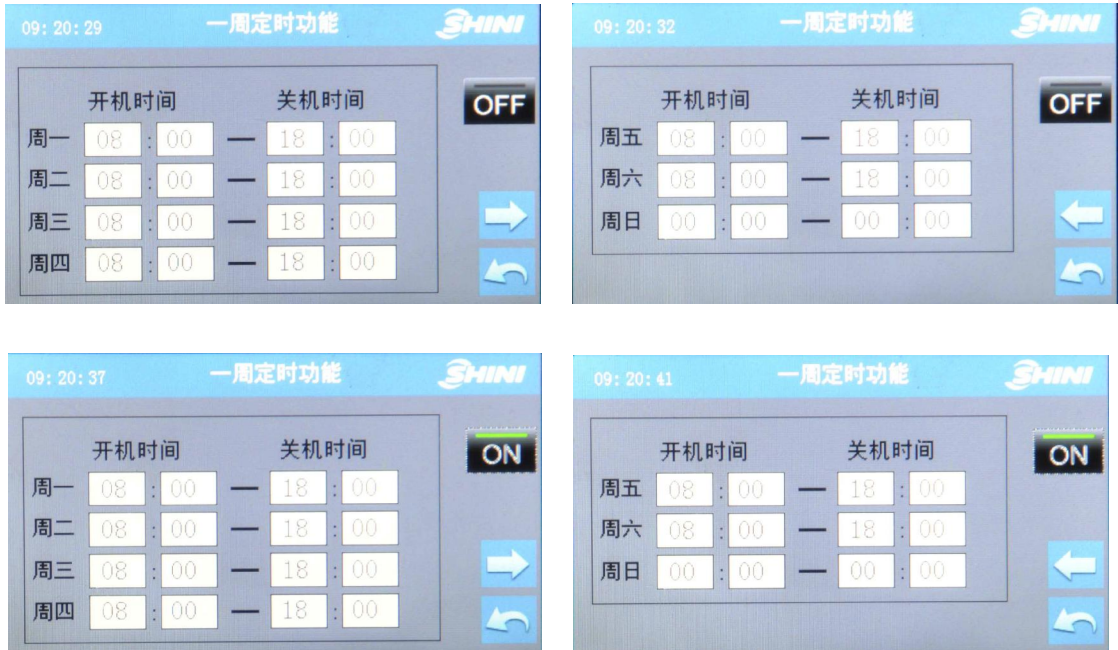 09:20:29 一周定时功能 SHINI
开机时间 关机时间 OFF
周一 08 : 00 — 18 : 00
周二 08 : 00 — 18 : 00
周三 08 : 00 — 18 : 00
周四 08 : 00 — 18 : 00
09:20:32 一周定时功能 SHINI
开机时间 关机时间 OFF
周五 08 : 00 — 18 : 00
周六 08 : 00 — 18 : 00
周日 00 : 00 — 00 : 00
09:20:37 一周定时功能 SHINI
开机时间 关机时间 ON
周一 08 : 00 — 18 : 00
周二 08 : 00 — 18 : 00
周三 08 : 00 — 18 : 00
周四 08 : 00 — 18 : 00
09:20:41 一周定时功能 SHINI
开机时间 关机时间 ON
周五 08 : 00 — 18 : 00
周六 08 : 00 — 18 : 00
周日 00 : 00 — 00 : 00